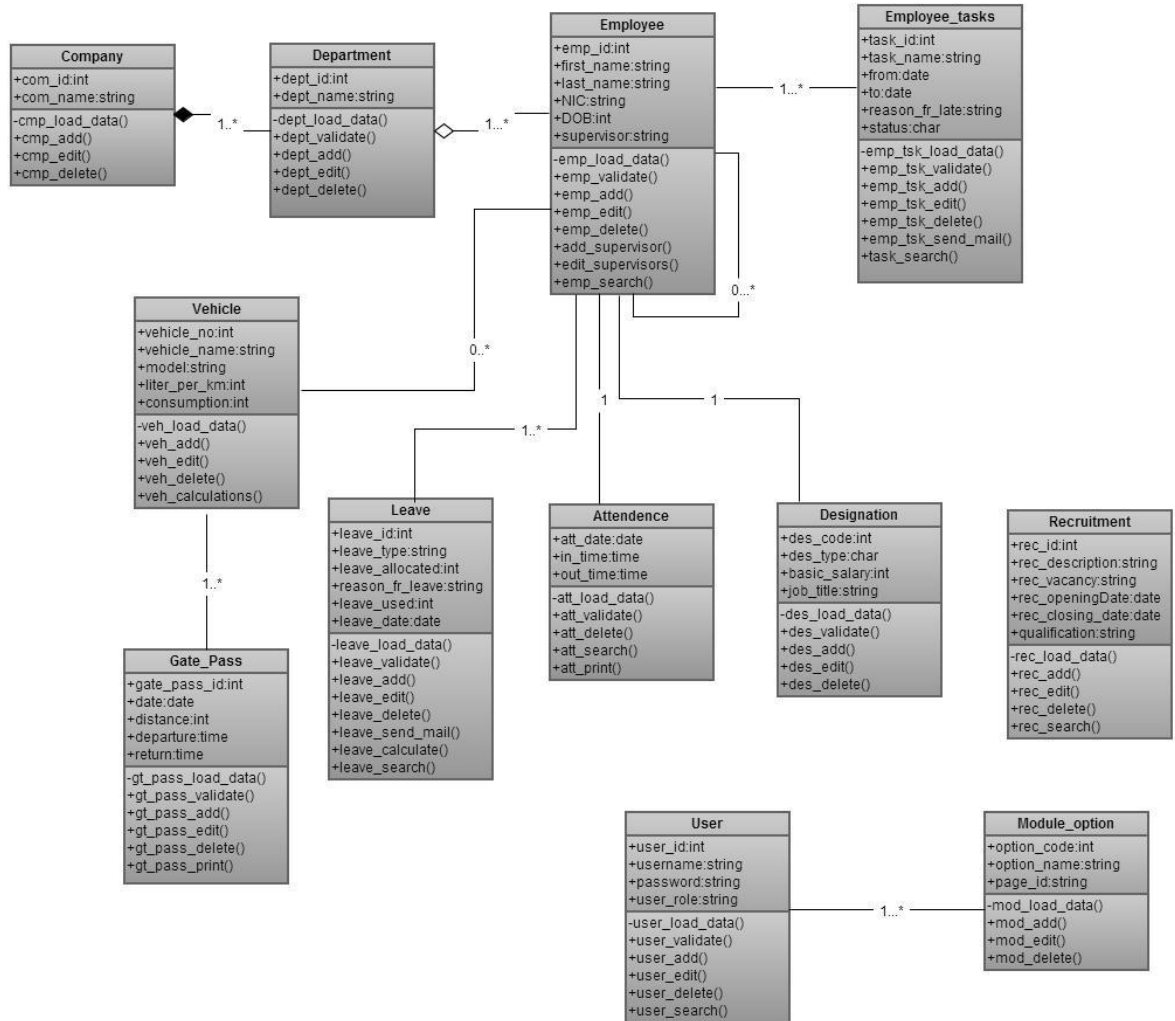 Company
+com_id:int
+com_name:string
-cmp_load_data()
+cmp_add()
+cmp_edit()
+cmp_delete()
1..*
Department
+dept_id:int
+dept_name:string
-dept_load_data()
+dept_validate()
+dept_add()
+dept_edit()
+dept_delete()
1...*
Employee
+emp_id:int
+first_name:string
+last_name:string
+NIC:string
+DOB:int
+supervisor:string
-emp_load_data()
+emp_validate()
+emp_add()
+emp_edit()
+emp_delete()
+add_supervisor()
+edit_supervisors()
+emp_search()
1...*
Employee_tasks
+task_id:int
+task_name:string
+from:date
+to:date
+reason_fr_late:string
+status:char
-emp_tsk_load_data()
+emp_tsk_validate()
+emp_tsk_add()
+emp_tsk_edit()
+emp_tsk_delete()
+emp_tsk_send_mail()
+task_search()
0...*
Vehicle
+vehicle_no:int
+vehicle_name:string
+model:string
+liter_per_km:int
+consumption:int
-veh_load_data()
+veh_add()
+veh_edit()
+veh_delete()
+veh_calculations()
0..*
1..*
1
1
Leave
+leave_id:int
+leave_type:string
+leave_allocated:int
+reason_fr_leave:string
+leave_used:int
+leave_date:date
-leave_load_data()
+leave_validate()
+leave_add()
+leave_edit()
+leave_delete()
+leave_send_mail()
+leave_calculate()
+leave_search()
Attendence
+att_date:date
+in_time:time
+out_time:time
-att_load_data()
+att_validate()
+att_delete()
+att_search()
+att_print()
Designation
+des_code:int
+des_type:char
+basic_salary:int
+job_title:string
-des_load_data()
+des_validate()
+des_add()
+des_edit()
+des_delete()
Recruitment
+rec_id:int
+rec_description:string
+rec_vacancy:string
+rec_openingDate:date
+rec_closing_date:date
+qualification:string
-rec_load_data()
+rec_add()
+rec_edit()
+rec_delete()
+rec_search()
1..*
Gate_Pass
+gate_pass_id:int
+date:date
+distance:int
+departure:time
+return:time
-gt_pass_load_data()
+gt_pass_validate()
+gt_pass_add()
+gt_pass_edit()
+gt_pass_delete()
+gt_pass_print()
User
+user_id:int
+username:string
+password:string
+user_role:string
-user_load_data()
+user_validate()
+user_add()
+user_edit()
+user_delete()
+user_search()
1...*
Module_option
+option_code:int
+option_name:string
+page_id:string
-mod_load_data()
+mod_add()
+mod_edit()
+mod_delete()